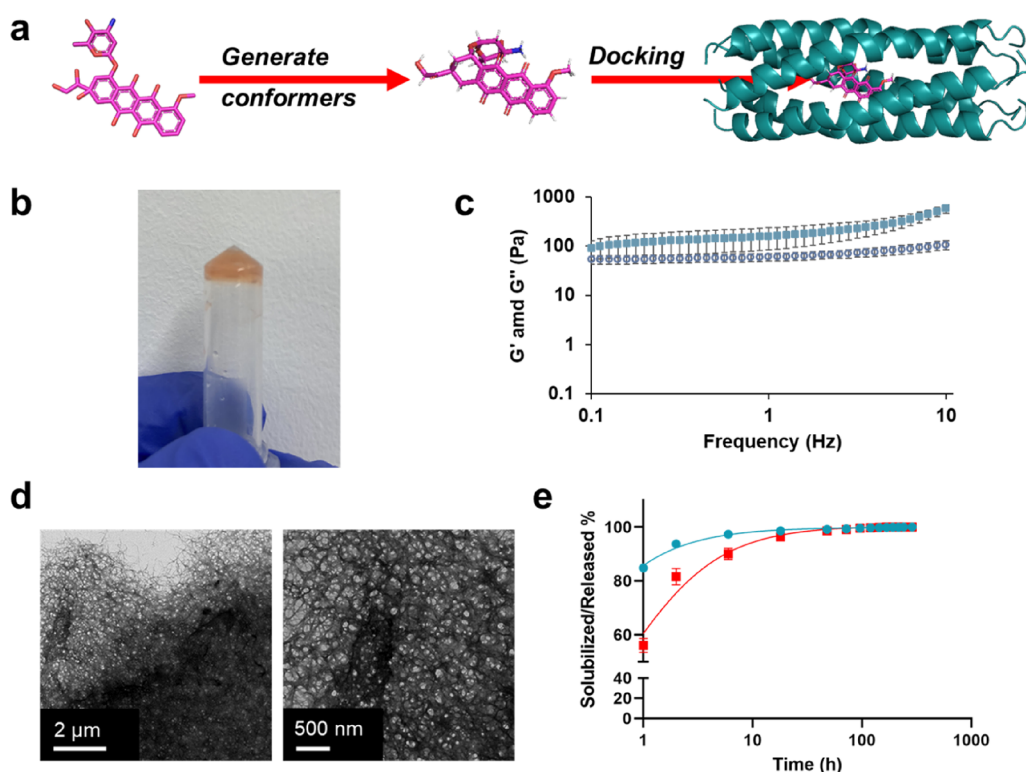 a
Generate
conformers
Docking
b
c
1000
100
10
1
0.1
G' amd G'' (Pa)
0.1
1
10
Frequency (Hz)
d
2 µm
500 nm
e
100
80
60
40
20
0
Solubilized/Released %
1
10
100
1000
Time (h)